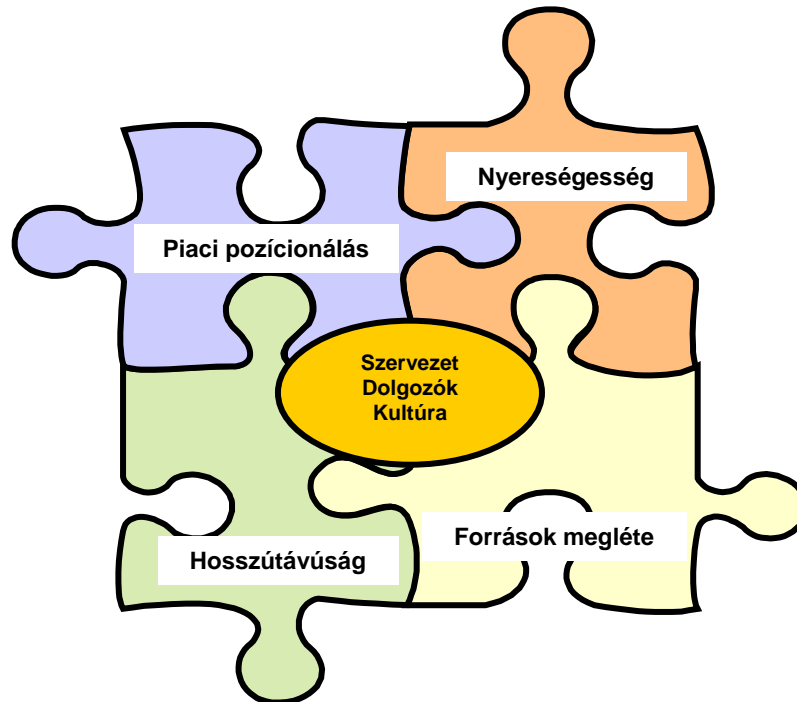 Nyereségesség
Piaci pozícionálás
Szervezet
Dolgozók
Kultúra
Források megléte
Hosszútávúság